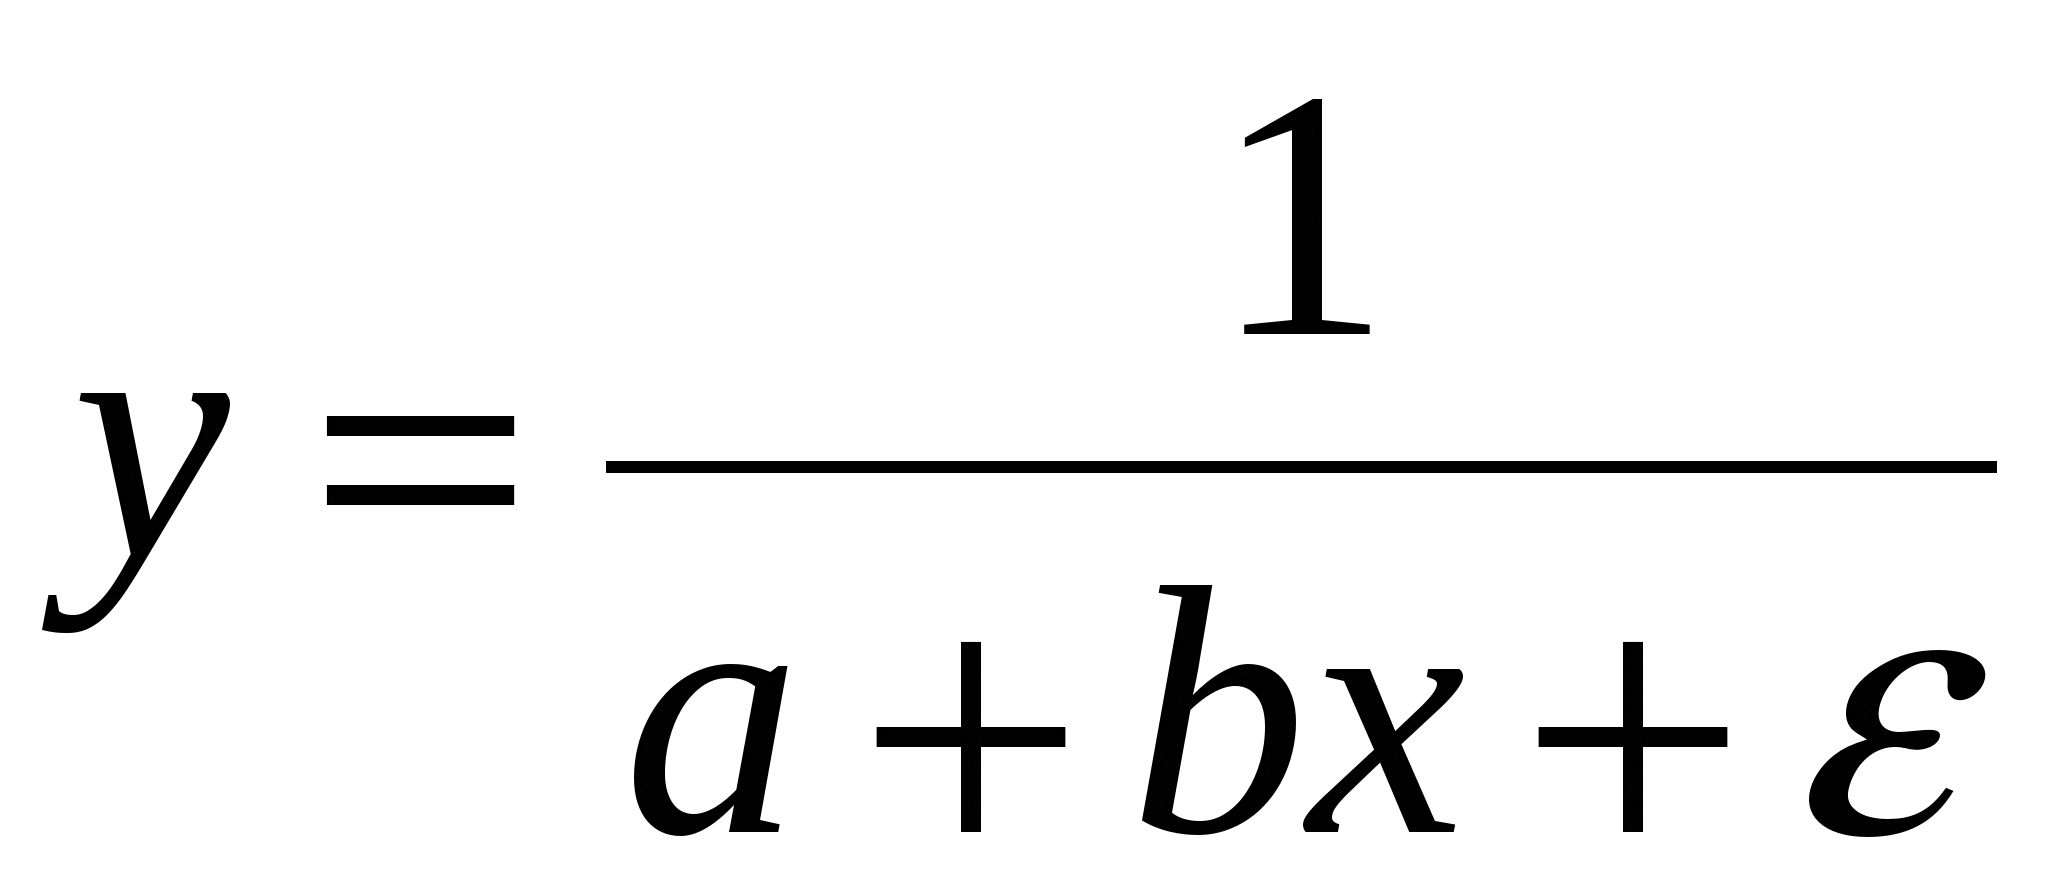 y = 1 / (a + bx + ε)